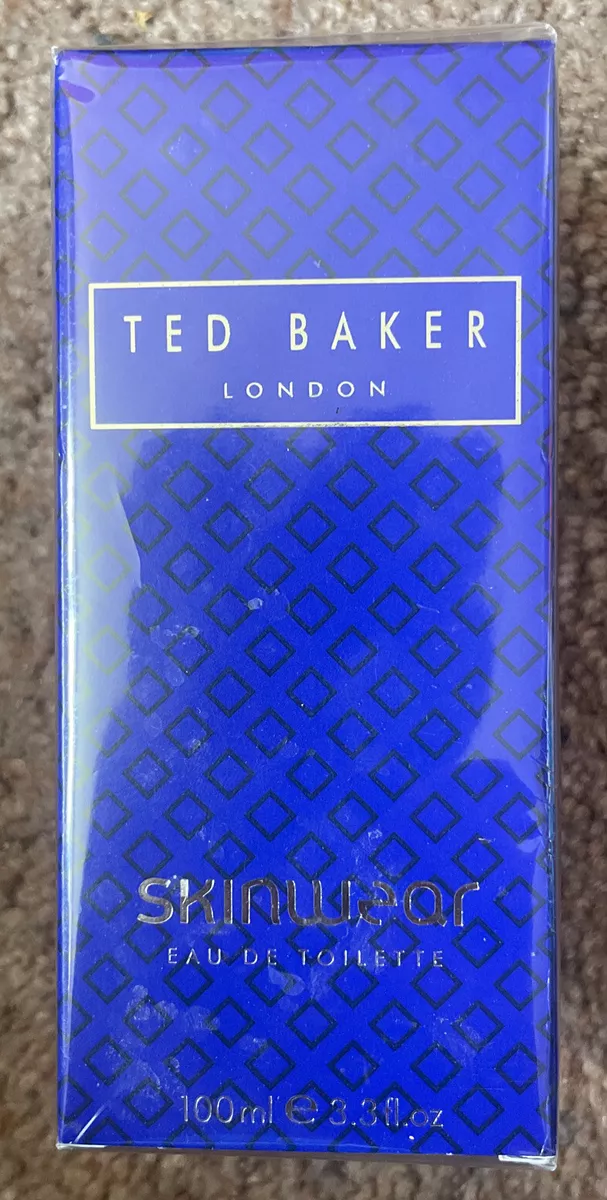 TED BAKER
LONDON
skinwear
EAU DE TOILETTE
100ml ℮ 3.3fl.oz